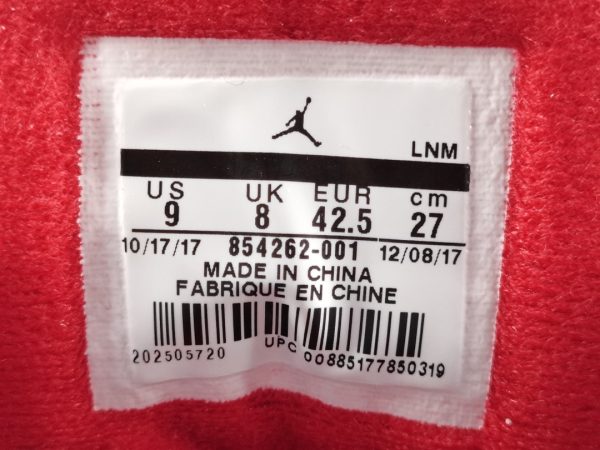 LNM
US UK EUR cm
9 8 42.5 27
10/17/17 854262-001 12/08/17
MADE IN CHINA
FABRIQUE EN CHINE
202505720 UPC 00885177850319